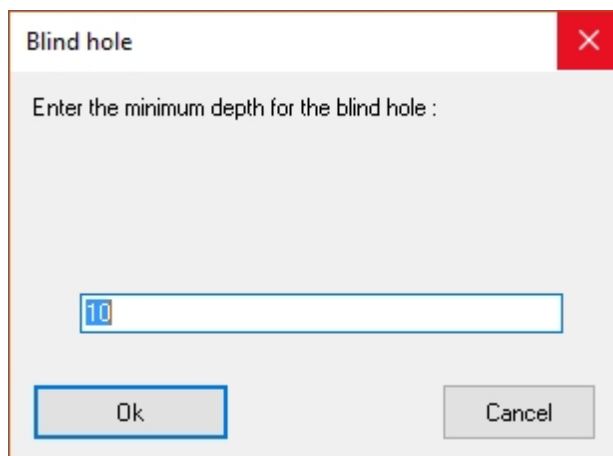 Blind hole
Enter the minimum depth for the blind hole :
10
Ok
Cancel